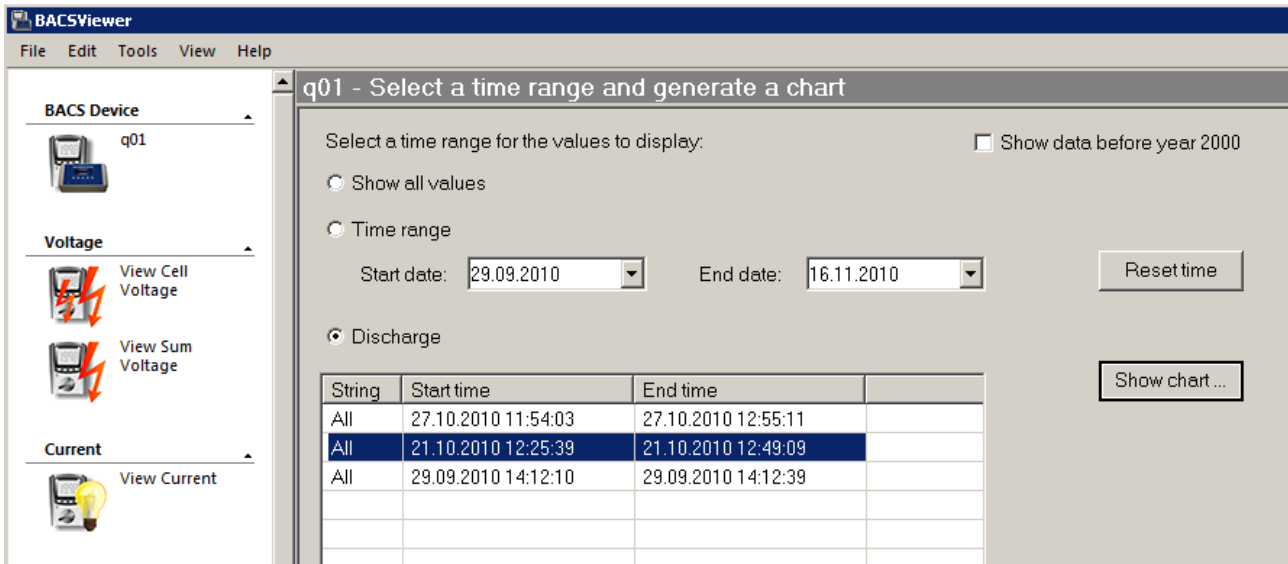 BACSViewer
File Edit Tools View Help
BACS Device
q01
Voltage
View Cell
Voltage
View Sum
Voltage
Current
View Current
q01 - Select a time range and generate a chart
Select a time range for the values to display:
Show data before year 2000
Show all values
Time range
Start date: 29.09.2010 End date: 16.11.2010 Reset time
Discharge
Show chart ...
String Start time End time
All 27.10.2010 11:54:03 27.10.2010 12:55:11
All 21.10.2010 12:25:39 21.10.2010 12:49:09
All 29.09.2010 14:12:10 29.09.2010 14:12:39